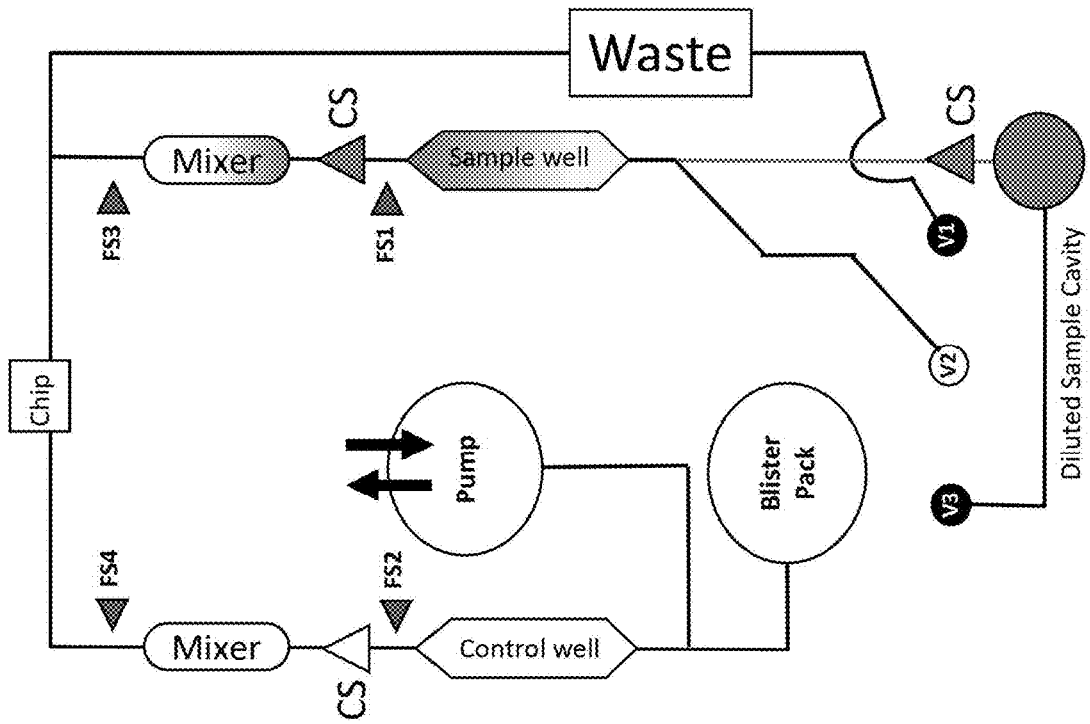 Waste
CS
CS
Mixer
Sample well
FS3
FS1
V1
Chip
V2
Pump
Blister
Pack
V3
Diluted Sample Cavity
FS4
FS2
Mixer
Control well
CS